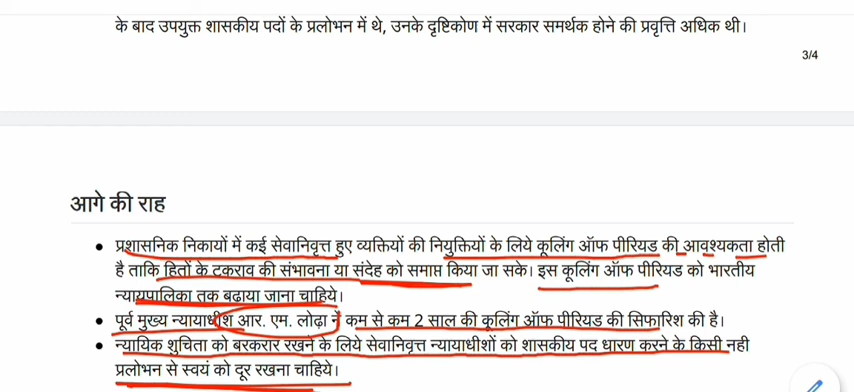 के बाद उपयुक्त शासकीय पदों के प्रलोभन में थे, उनके दृष्टिकोण में सरकार समर्थक होने की प्रवृत्ति अधिक थी।
3/4
आगे की राह
● प्रशासनिक निकायों में कई सेवानिवृत्त हुए व्यक्तियों की नियुक्तियों के लिये कूलिंग ऑफ पीरियड की आवश्यकता होती
है ताकि हितों के टकराव की संभावना या संदेह को समाप्त किया जा सके। इस कूलिंग ऑफ पीरियड को भारतीय
न्यायपालिका तक बढ़ाया जाना चाहिये।
● पूर्व मुख्य न्यायाधीश आर. एम. लोढ़ा ने कम से कम 2 साल की कूलिंग ऑफ पीरियड की सिफारिश की है।
● न्यायिक शुचिता को बरकरार रखने के लिये सेवानिवृत्त न्यायाधीशों को शासकीय पद धारण करने के किसी नही
प्रलोभन से स्वयं को दूर रखना चाहिये।